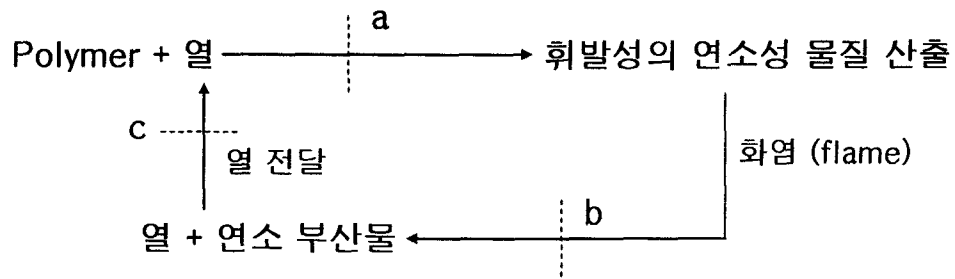 a
Polymer + 열 휘발성의 연소성 물질 산출
c
열 전달
화염 (flame)
b
열 + 연소 부산물